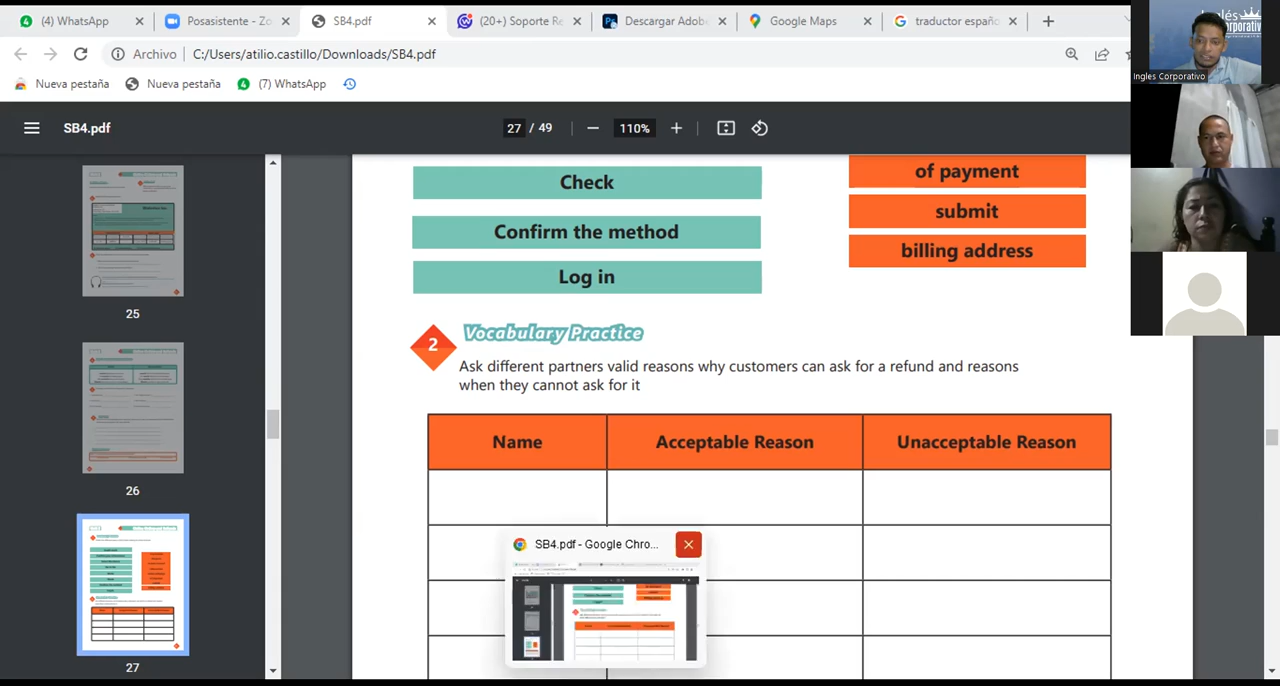 (4) WhatsApp
Posasistente - Zo
SB4.pdf
(20+) Soporte Re
Descargar Adob
Google Maps
traductor españo
Archivo
C:/Users/atilio.castillo/Downloads/SB4.pdf
Nueva pestaña
Nueva pestaña
(7) WhatsApp
Inglés
orporativo
Ingles Corporativo
SB4.pdf
27 / 49
110%
25
26
27
Check
Confirm the method
Log in
of payment
submit
billing address
2
Vocabulary Practice
Ask different partners valid reasons why customers can ask for a refund and reasons
when they cannot ask for it
Name
Acceptable Reason
Unacceptable Reason
SB4.pdf - Google Chro...